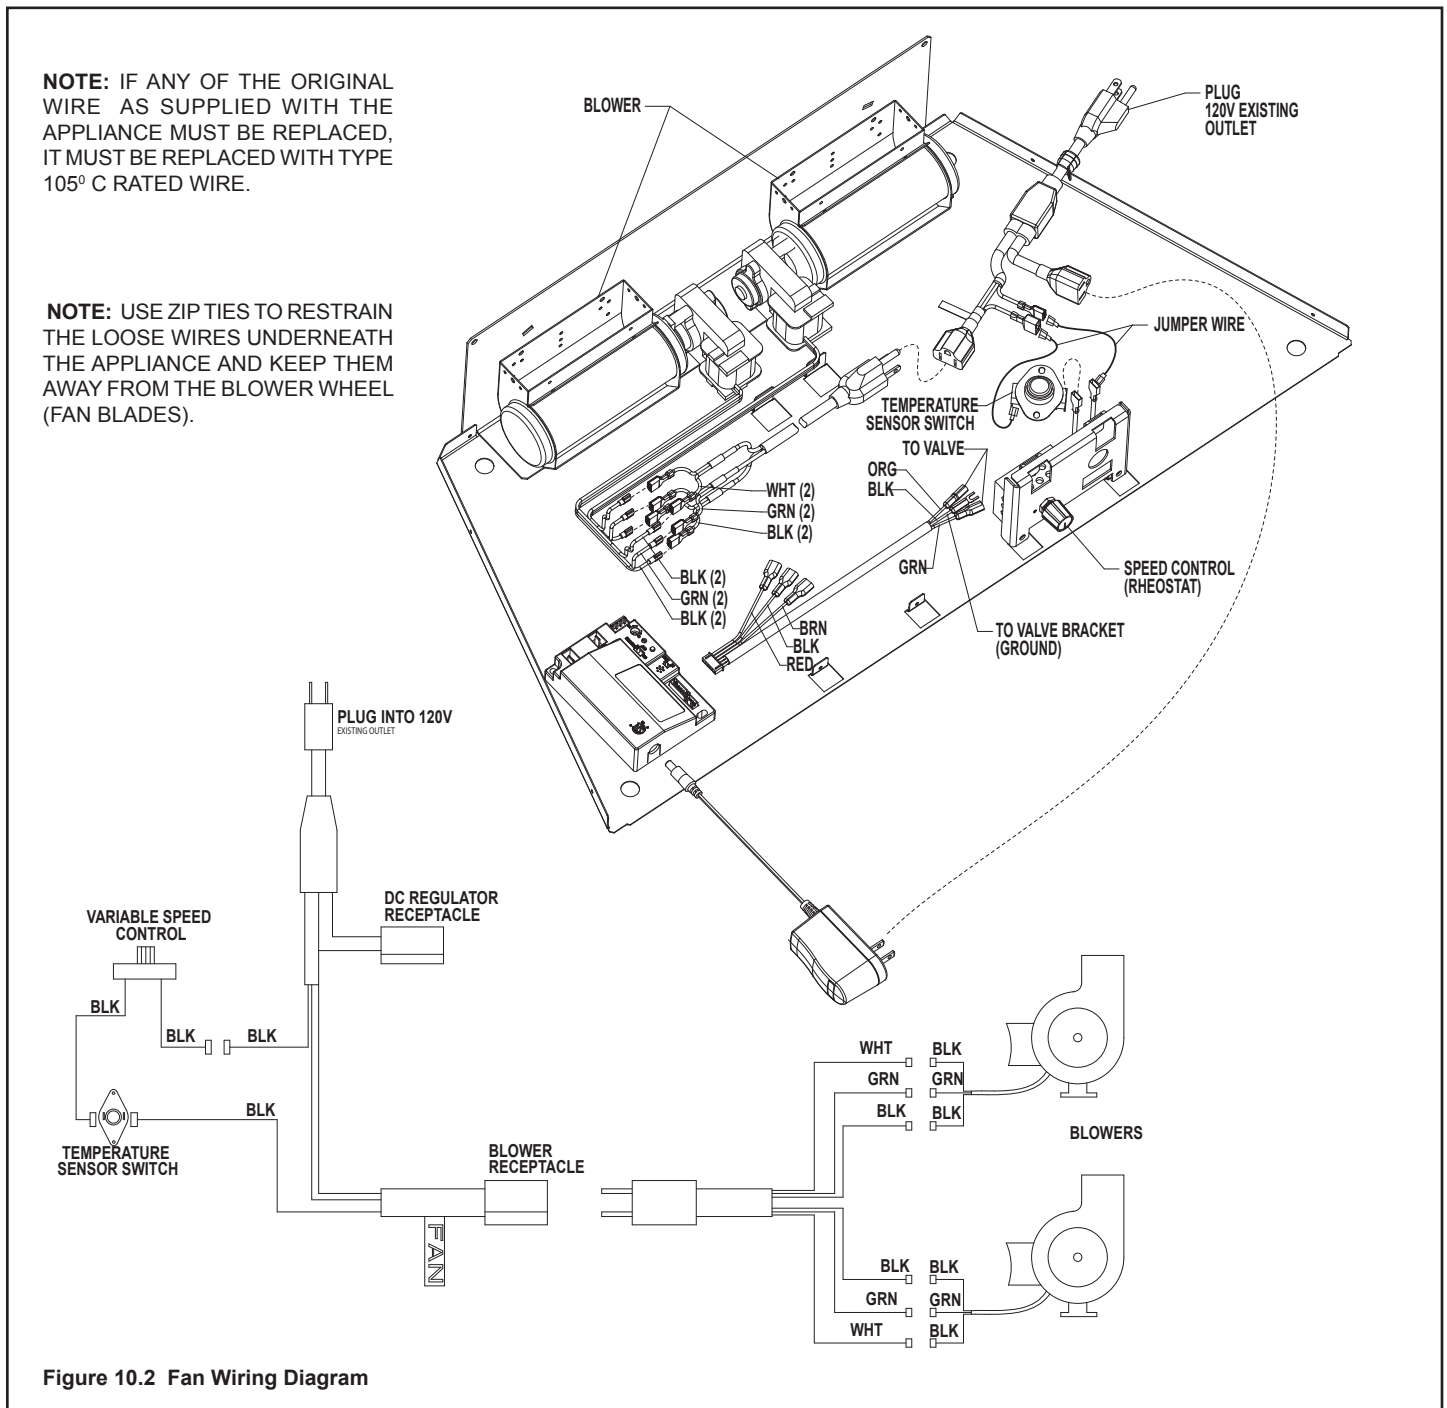 NOTE: IF ANY OF THE ORIGINAL
WIRE AS SUPPLIED WITH THE
APPLIANCE MUST BE REPLACED,
IT MUST BE REPLACED WITH TYPE
105⁰ C RATED WIRE.
NOTE: USE ZIP TIES TO RESTRAIN
THE LOOSE WIRES UNDERNEATH
THE APPLIANCE AND KEEP THEM
AWAY FROM THE BLOWER WHEEL
(FAN BLADES).
BLOWER
PLUG
120V EXISTING
OUTLET
JUMPER WIRE
TEMPERATURE
SENSOR SWITCH
TO VALVE
ORG
BLK
WHT (2)
GRN (2)
BLK (2)
GRN
SPEED CONTROL
(RHEOSTAT)
BLK (2)
GRN (2)
BLK (2)
BRN
BLK
RED
TO VALVE BRACKET
(GROUND)
PLUG INTO 120V
EXISTING OUTLET
DC REGULATOR
RECEPTACLE
VARIABLE SPEED
CONTROL
BLK
BLK
BLK
BLK
TEMPERATURE
SENSOR SWITCH
BLOWER
RECEPTACLE
FAN
WHT
BLK
GRN
GRN
BLK
BLK
BLOWERS
BLK
BLK
GRN
GRN
WHT
BLK
Figure 10.2 Fan Wiring Diagram